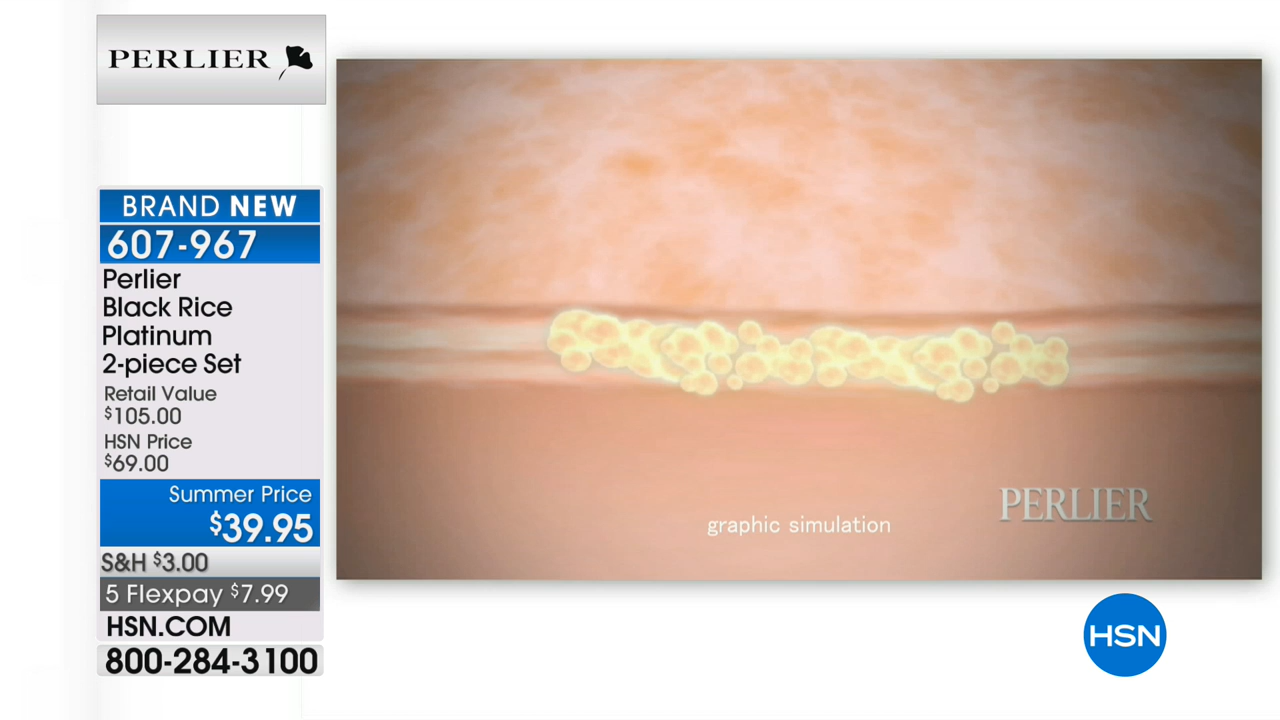 PERLIER
BRAND NEW
607-967
Perlier
Black Rice
Platinum
2-piece Set
Retail Value
$105.00
HSN Price
$69.00
Summer Price
$39.95
S&H $3.00
5 Flexpay $7.99
HSN.COM
800-284-3100
graphic simulation
PERLIER
HSN